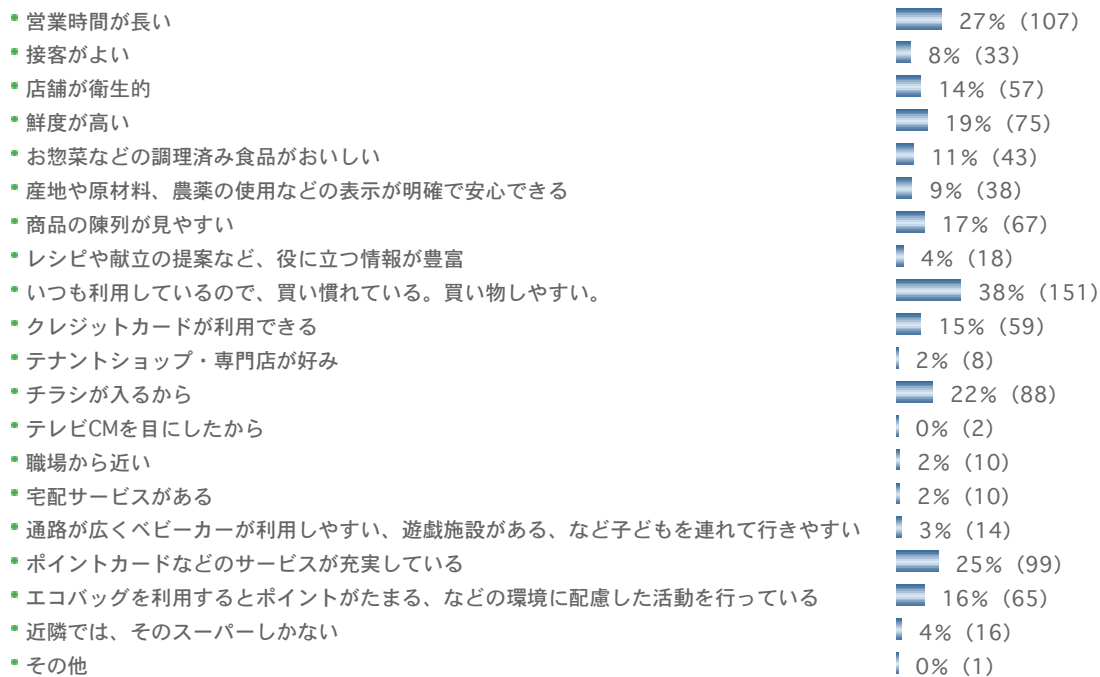 営業時間が長い 27%（107）
接客がよい 8%（33）
店舗が衛生的 14%（57）
鮮度が高い 19%（75）
お惣菜などの調理済み食品がおいしい 11%（43）
産地や原材料、農薬の使用などの表示が明確で安心できる 9%（38）
商品の陳列が見やすい 17%（67）
レシピや献立の提案など、役に立つ情報が豊富 4%（18）
いつも利用しているので、買い慣れている。買い物しやすい。 38%（151）
クレジットカードが利用できる 15%（59）
テナントショップ・専門店が好み 2%（8）
チラシが入るから 22%（88）
テレビCMを目にしたから 0%（2）
職場から近い 2%（10）
宅配サービスがある 2%（10）
通路が広くベビーカーが利用しやすい、遊戯施設がある、など子どもを連れて行きやすい 3%（14）
ポイントカードなどのサービスが充実している 25%（99）
エコバッグを利用するとポイントがたまる、などの環境に配慮した活動を行っている 16%（65）
近隣では、そのスーパーしかない 4%（16）
その他 0%（1）